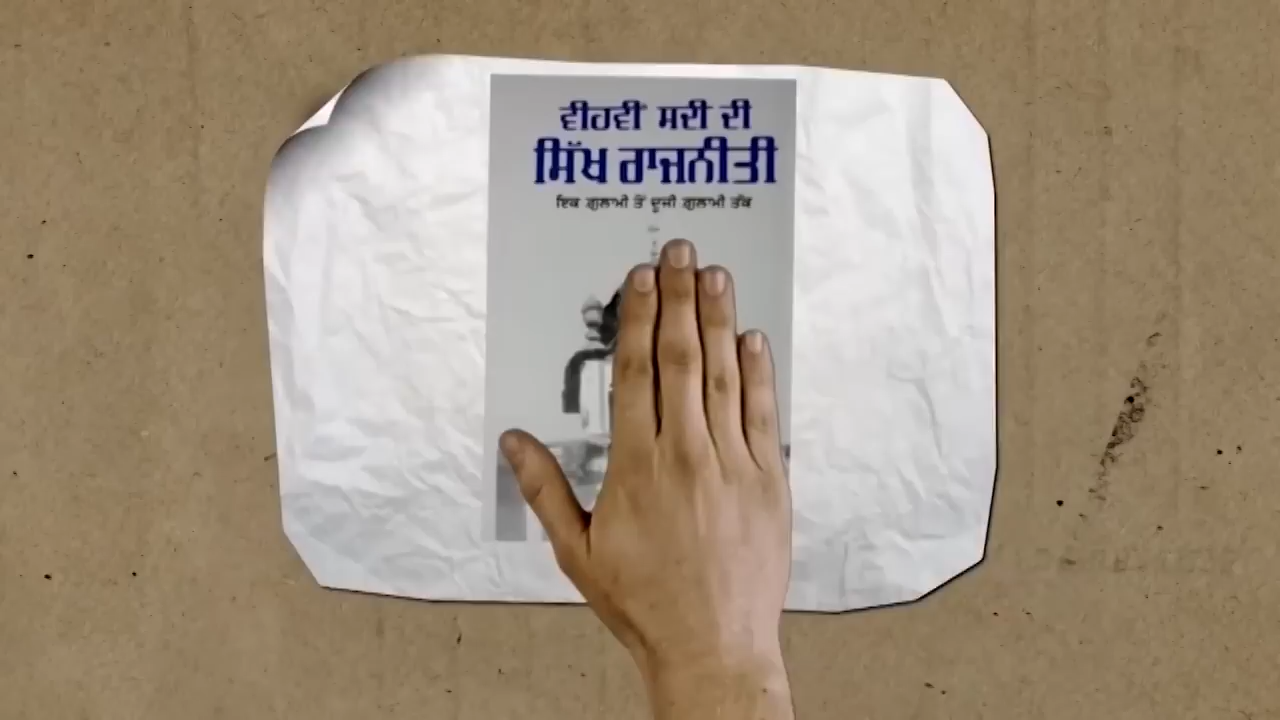 ਵੀਹਵੀਂ ਸਦੀ ਦੀ
ਸਿੱਖ ਰਾਜਨੀਤੀ
ਇਕ ਗ਼ੁਲਾਮੀ ਤੋਂ ਦੂਜੀ ਗ਼ੁਲਾਮੀ ਤੱਕ